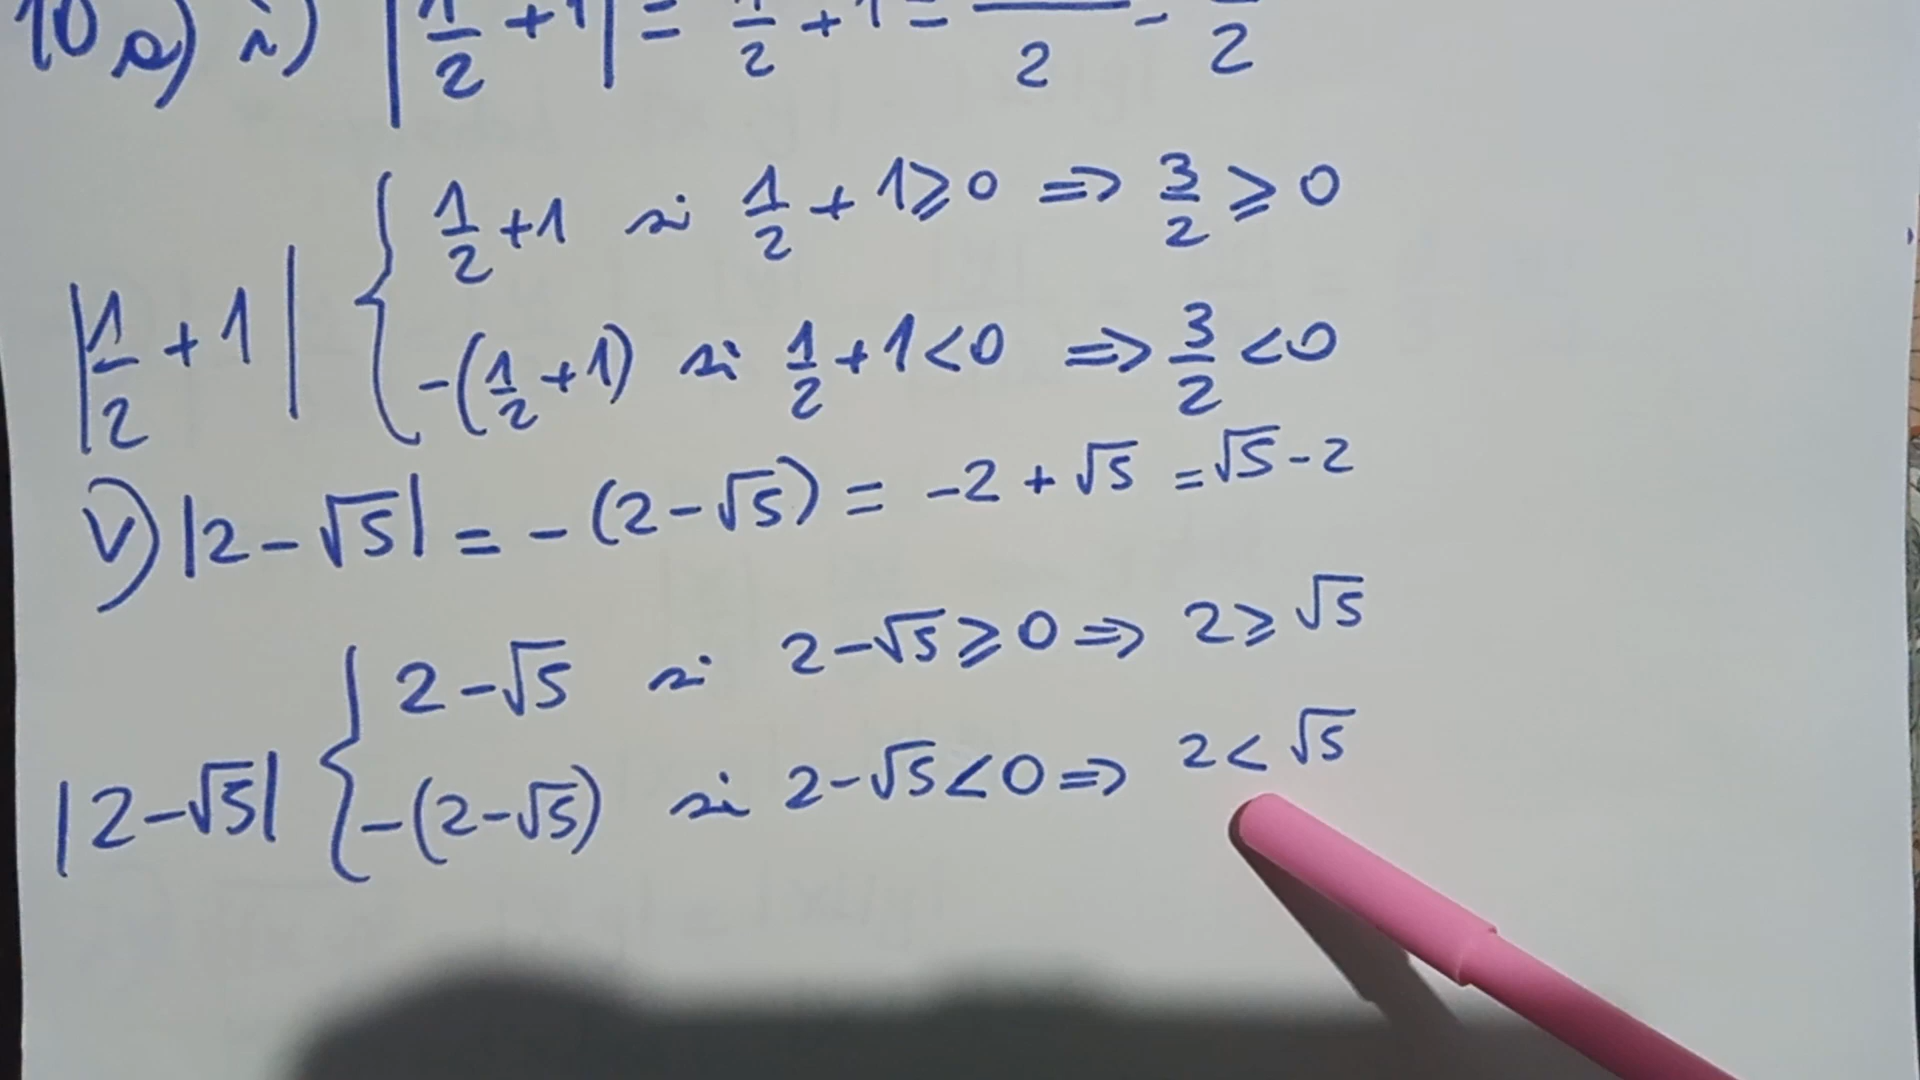 10 a) i) |1/2 + 1| = 1/2 + 1 = /2 = /2
|1/2 + 1| { 1/2 + 1 si 1/2 + 1 ⩾ 0 => 3/2 ⩾ 0
-(1/2 + 1) si 1/2 + 1 < 0 => 3/2 < 0
v) |2 - √5| = - (2 - √5) = -2 + √5 = √5 - 2
|2 - √5| { 2 - √5 si 2 - √5 ⩾ 0 => 2 ⩾ √5
-(2 - √5) si 2 - √5 < 0 => 2 < √5